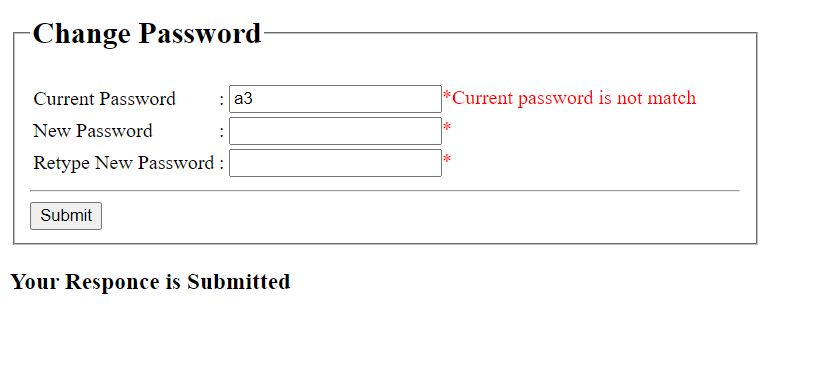 Change Password
Current Password : a3 *Current password is not match
New Password : *
Retype New Password : *
Submit
Your Responce is Submitted